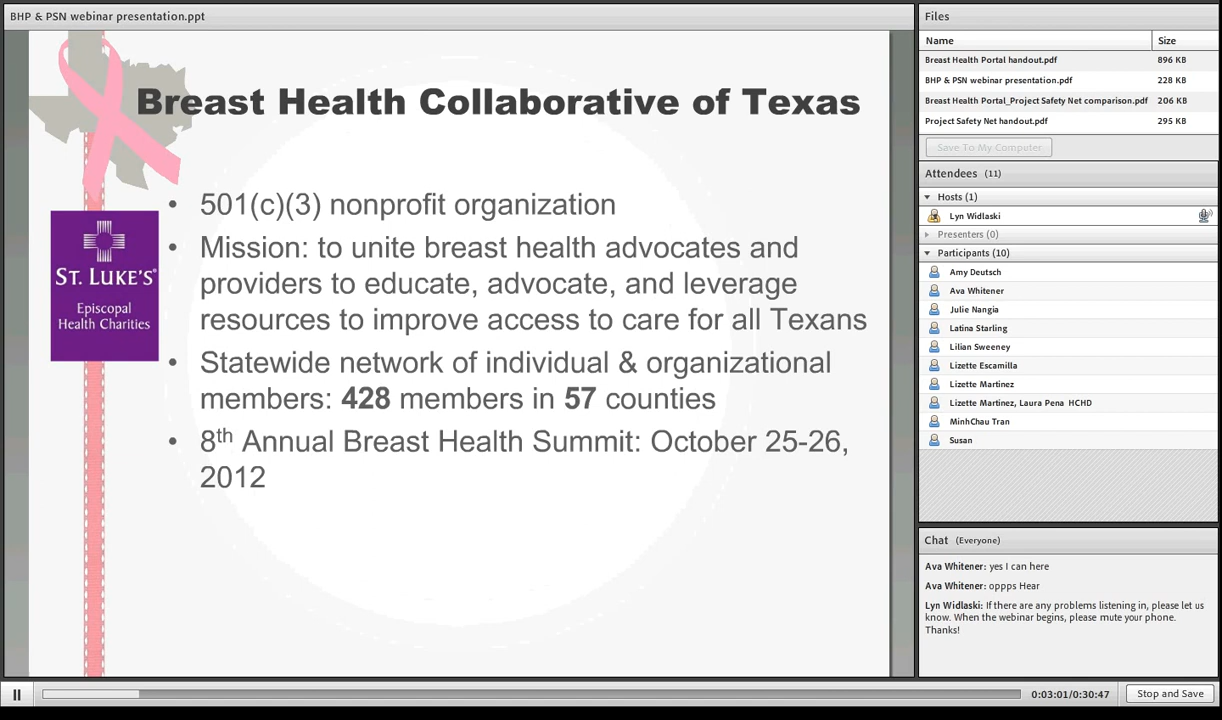 BHP & PSN webinar presentation.ppt
Breast Health Collaborative of Texas
ST. LUKE'S®
Episcopal
Health Charities
• 501(c)(3) nonprofit organization
• Mission: to unite breast health advocates and
providers to educate, advocate, and leverage
resources to improve access to care for all Texans
• Statewide network of individual & organizational
members: 428 members in 57 counties
• 8th Annual Breast Health Summit: October 25-26,
2012
Files
Name Size
Breast Health Portal handout.pdf 896 KB
BHP & PSN webinar presentation.pdf 228 KB
Breast Health Portal_Project Safety Net comparison.pdf 206 KB
Project Safety Net handout.pdf 295 KB
Save To My Computer
Attendees (11)
Hosts (1)
Lyn Widlaski
Presenters (0)
Participants (10)
Amy Deutsch
Ava Whitener
Julie Nangia
Latina Starling
Lilian Sweeney
Lizette Escamilla
Lizette Martinez
Lizette Martinez, Laura Pena HCHD
MinhChau Tran
Susan
Chat (Everyone)
Ava Whitener: yes I can here
Ava Whitener: oppps Hear
Lyn Widlaski: If there are any problems listening in, please let us
know. When the webinar begins, please mute your phone.
Thanks!
0:03:01/0:30:47
Stop and Save